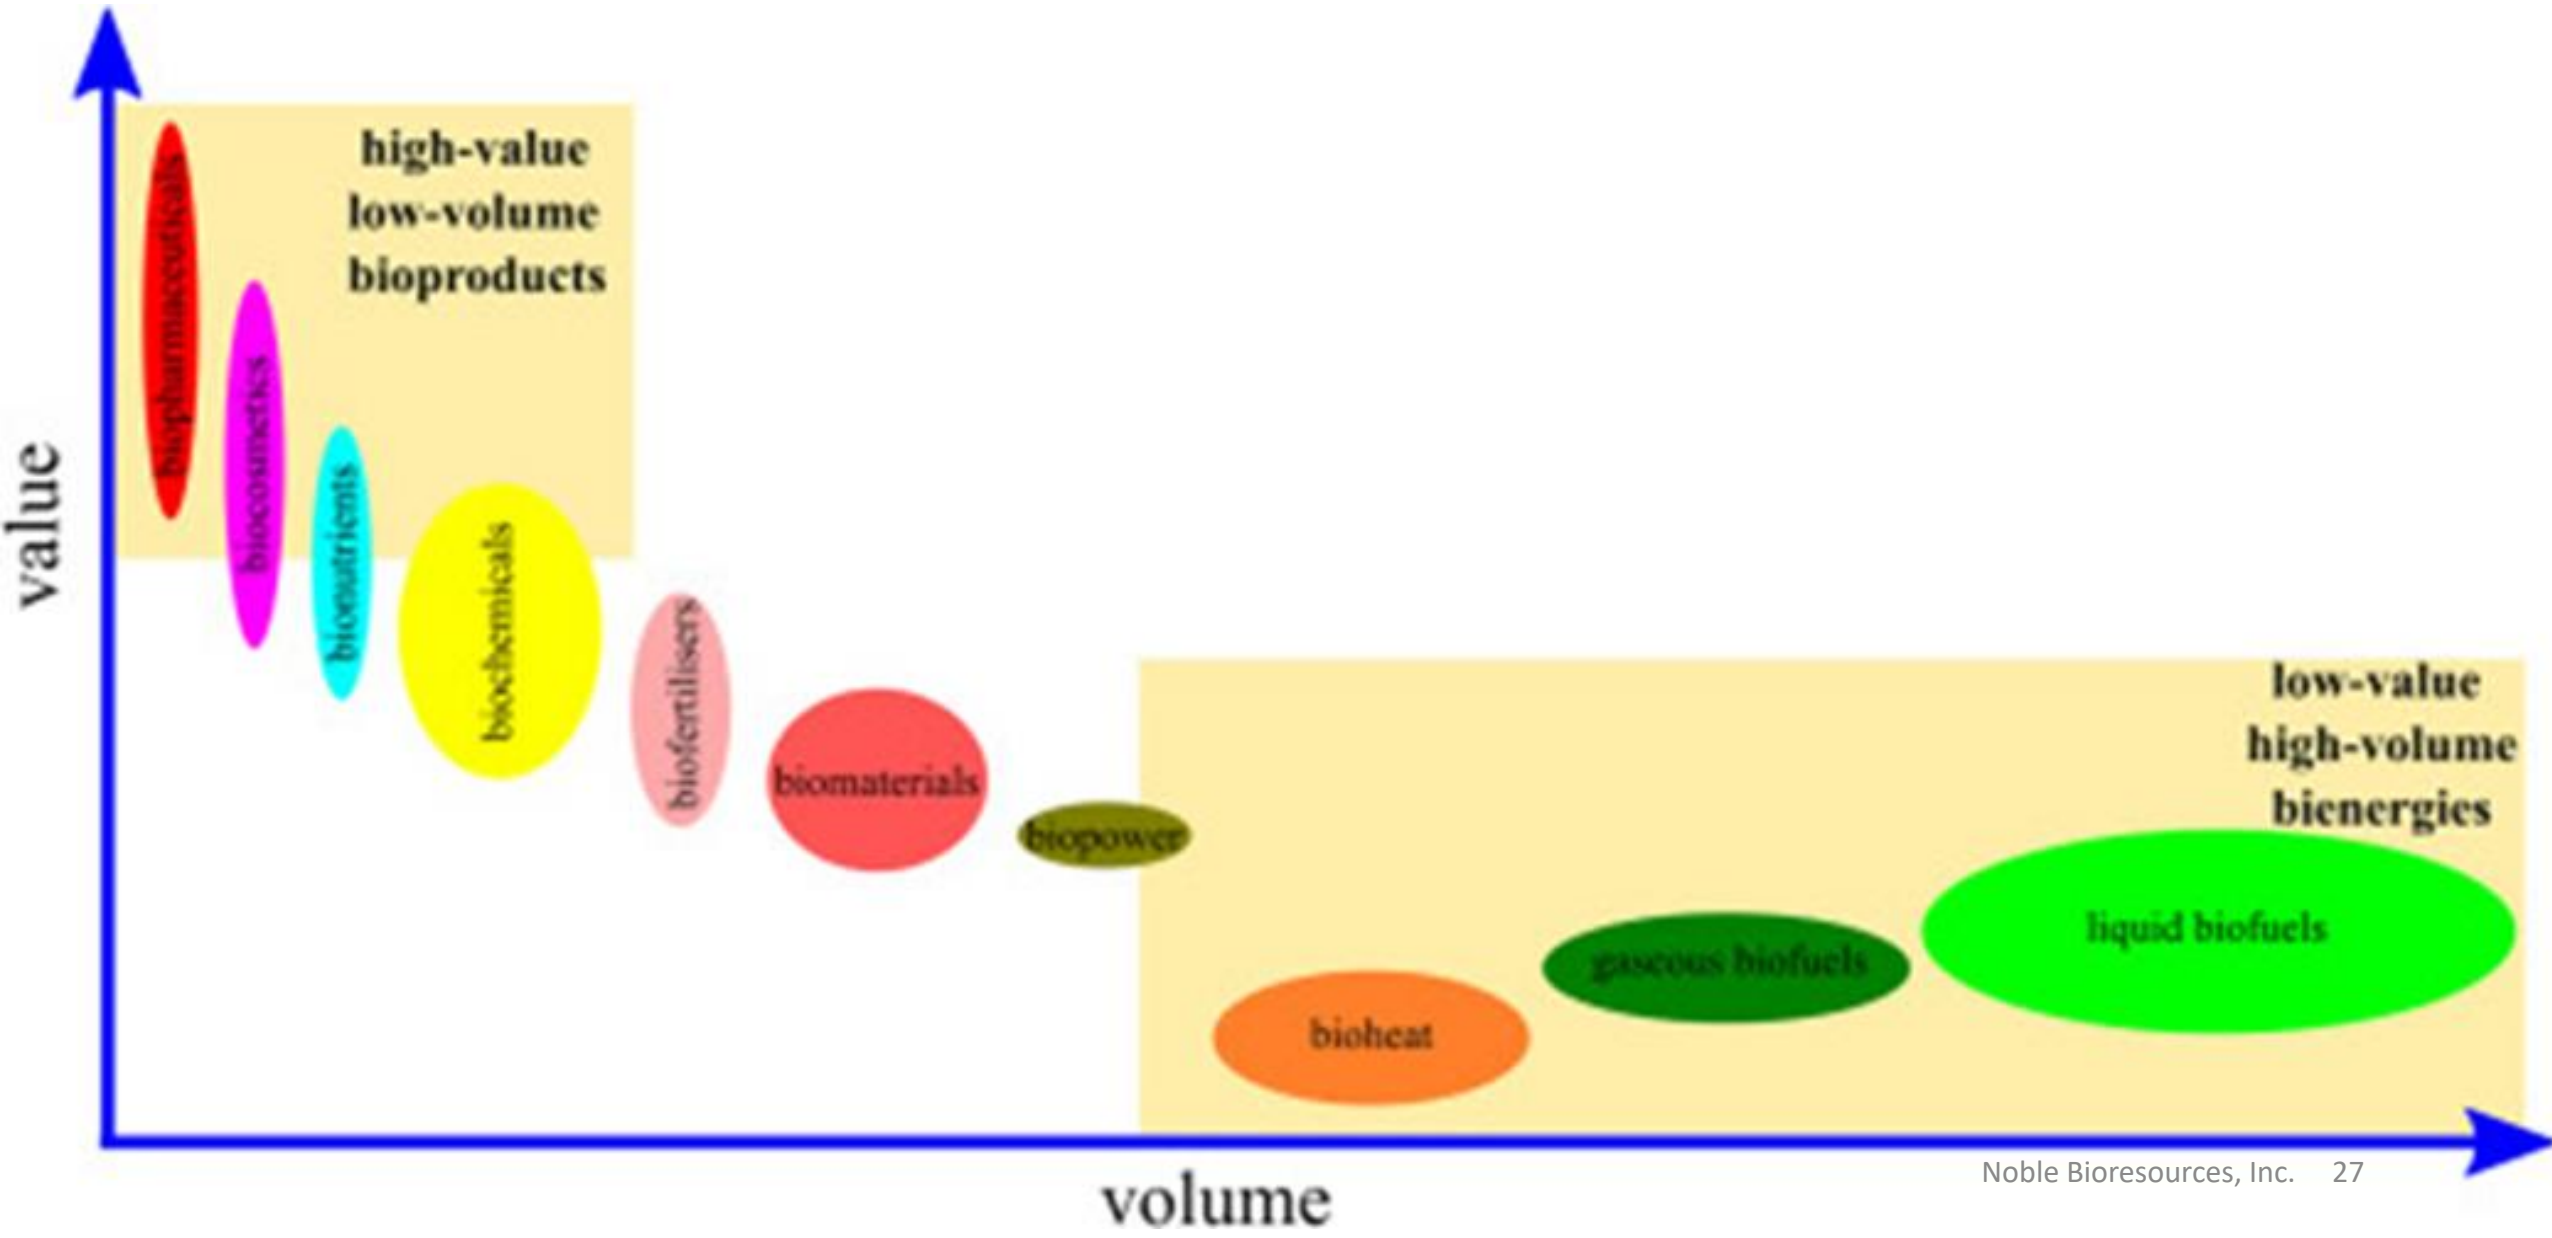 high-value
low-volume
bioproducts
biopharmaceuticals
biocosmetics
bionutrients
biochemicals
biofertilisers
biomaterials
biopower
low-value
high-volume
bienergies
liquid biofuels
gaseous biofuels
bioheat
value
volume
Noble Bioresources, Inc. 27